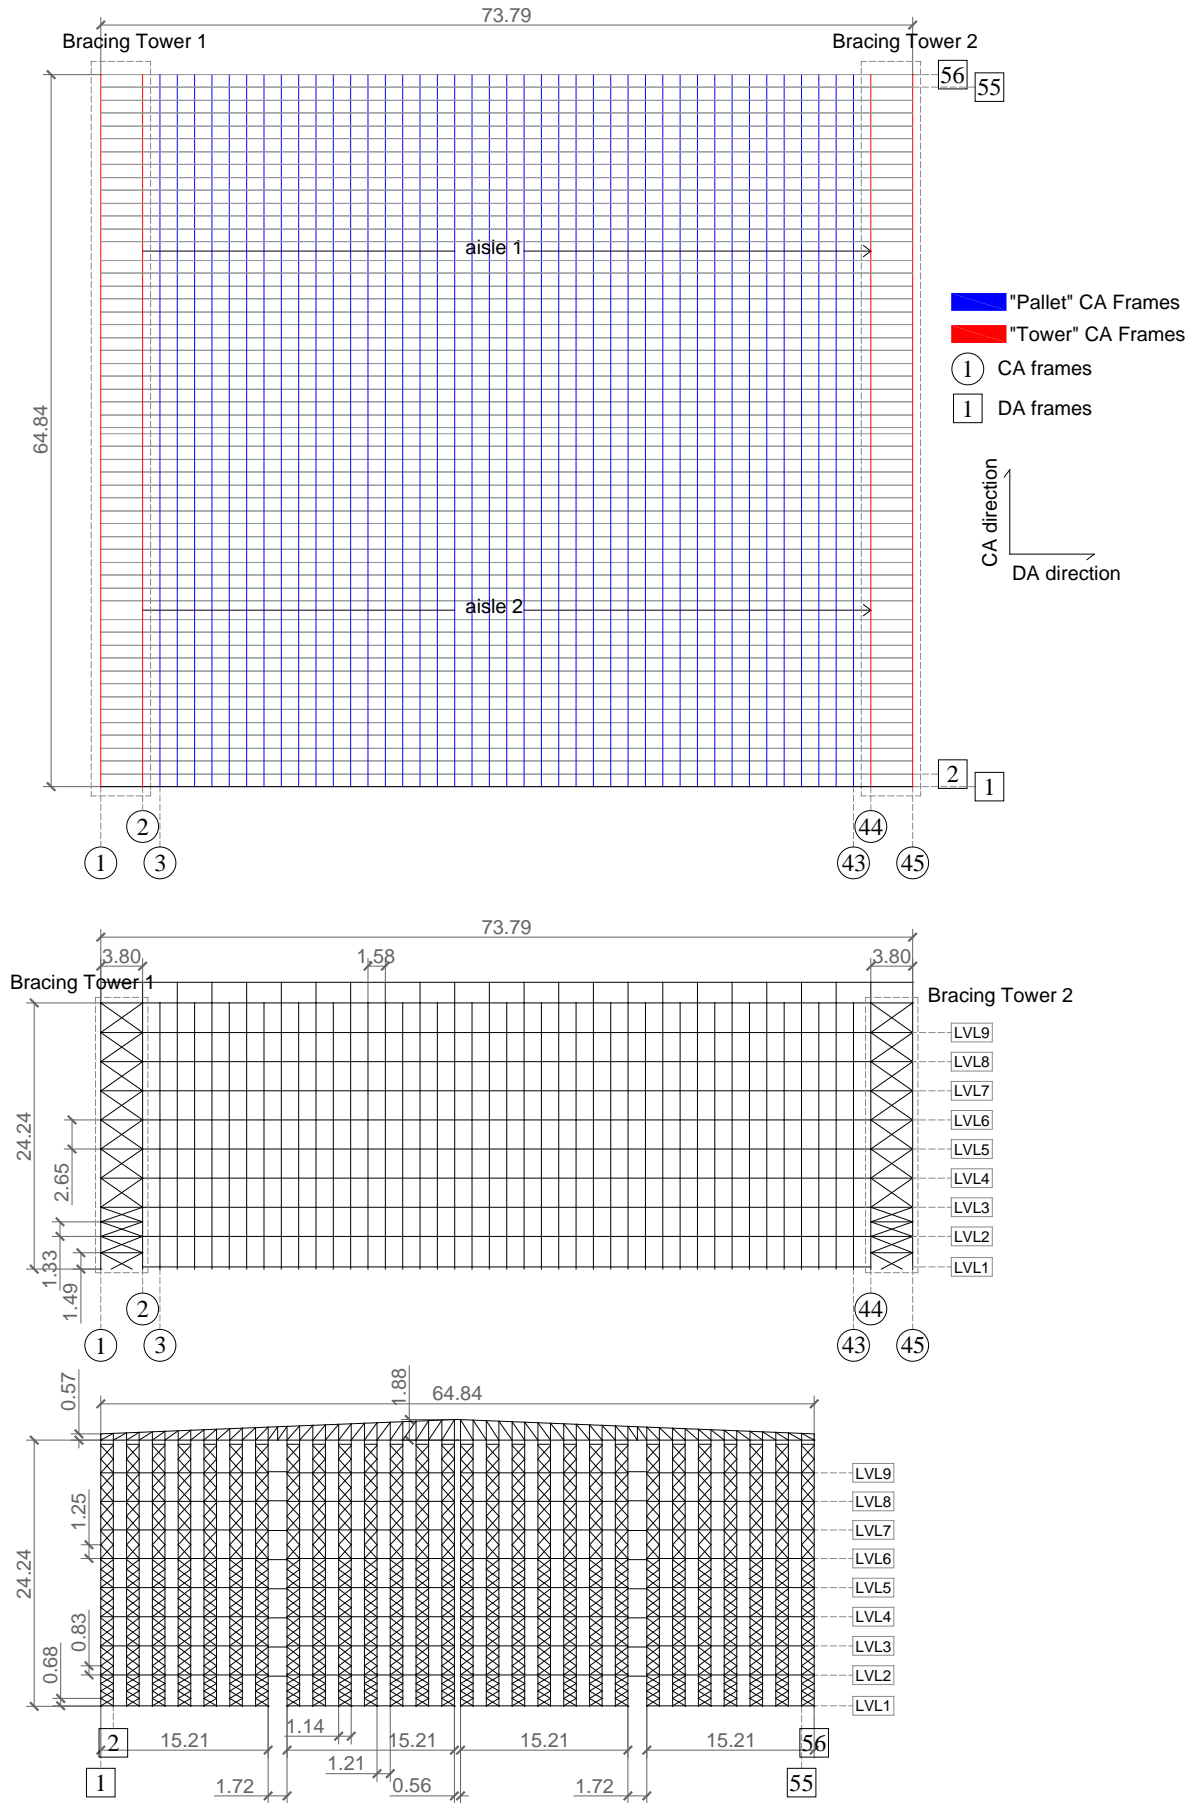 73.79
Bracing Tower 1
Bracing Tower 2
56
55
64.84
aisle 1
"Pallet" CA Frames
"Tower" CA Frames
1 CA frames
1 DA frames
CA direction
DA direction
aisle 2
2
1
2
44
1
3
43
45
73.79
3.80
1.58
3.80
Bracing Tower 1
Bracing Tower 2
LVL9
LVL8
LVL7
LVL6
LVL5
LVL4
LVL3
LVL2
LVL1
24.24
2.65
1.33
1.49
2
44
1
3
43
45
0.57
1.88
64.84
LVL9
LVL8
LVL7
LVL6
LVL5
LVL4
LVL3
LVL2
LVL1
1.25
24.24
0.83
0.68
2
15.21
1.14
15.21
15.21
15.21
56
1
1.72
1.21
0.56
1.72
55